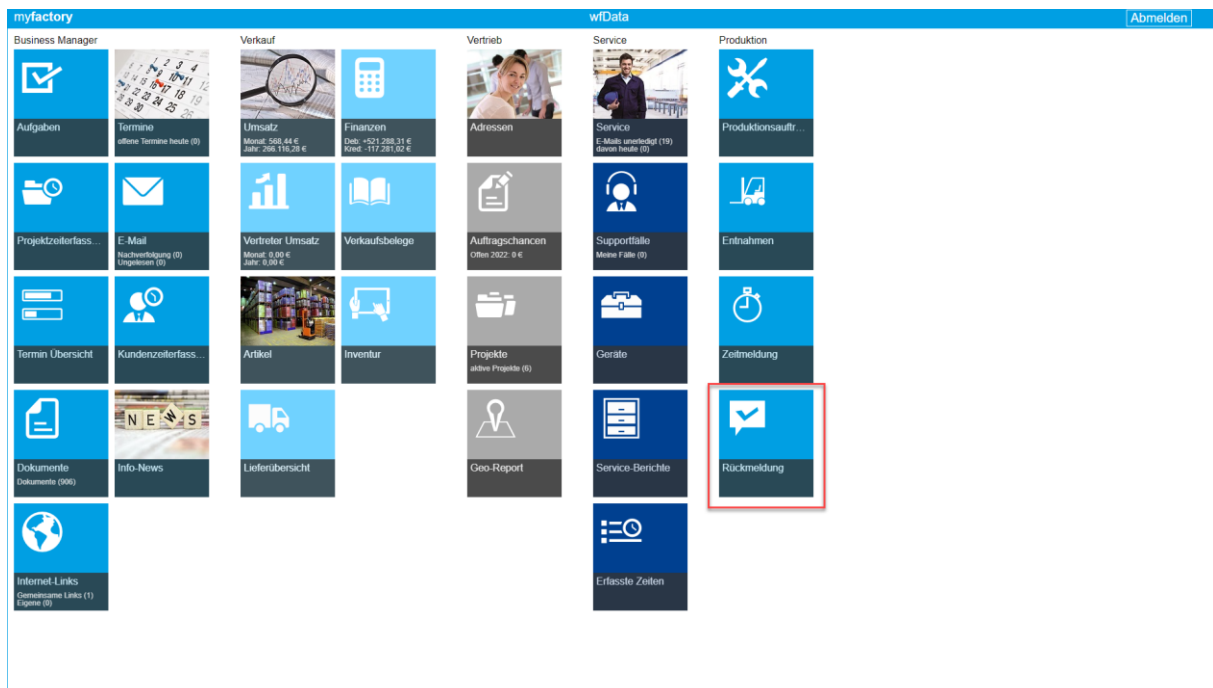 myfactory
wfData
Abmelden
Business Manager
Verkauf
Vertrieb
Service
Produktion
Aufgaben
Termine
offene Termine heute (0)
Umsatz
Monat: 568,44 €
Jahr: 266.116,28 €
Finanzen
Deb: +521.288,31 €
Kred: -117.281,02 €
Adressen
Service
E-Mails unerledigt (19)
davon heute (0)
Produktionsauftr...
Projektzeiterfass...
E-Mail
Nachverfolgung (0)
Ungelesen (0)
Vertreter Umsatz
Monat: 0,00 €
Jahr: 0,00 €
Verkaufsbelege
Auftragschancen
Offen 2022: 0 €
Supportfälle
Meine Fälle (0)
Entnahmen
Termin Übersicht
Kundenzeiterfass...
Artikel
Inventur
Projekte
aktive Projekte (6)
Geräte
Zeitmeldung
Dokumente
Dokumente (906)
NEWS
Info-News
Lieferübersicht
Geo-Report
Service-Berichte
Rückmeldung
Internet-Links
Gemeinsame Links (1)
Eigene (0)
Erfasste Zeiten